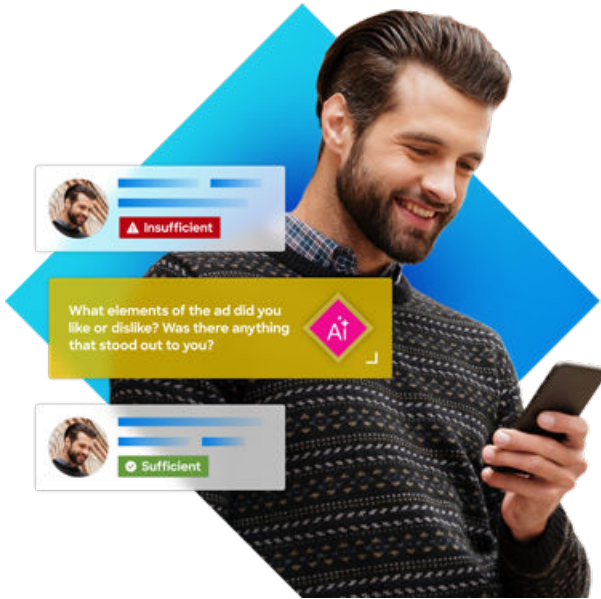 Insufficient
What elements of the ad did you
like or dislike? Was there anything
that stood out to you?
Ai
Sufficient